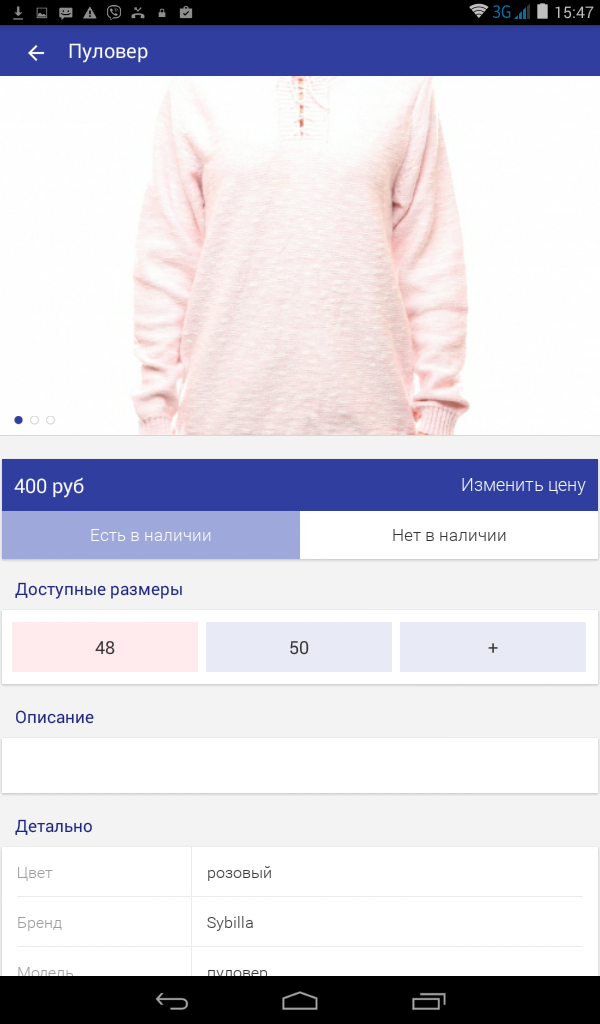 3G 15:47
Пуловер
400 руб Изменить цену
Есть в наличии Нет в наличии
Доступные размеры
48 50 +
Описание
Детально
Цвет розовый
Бренд Sybilla
Модель пуловер